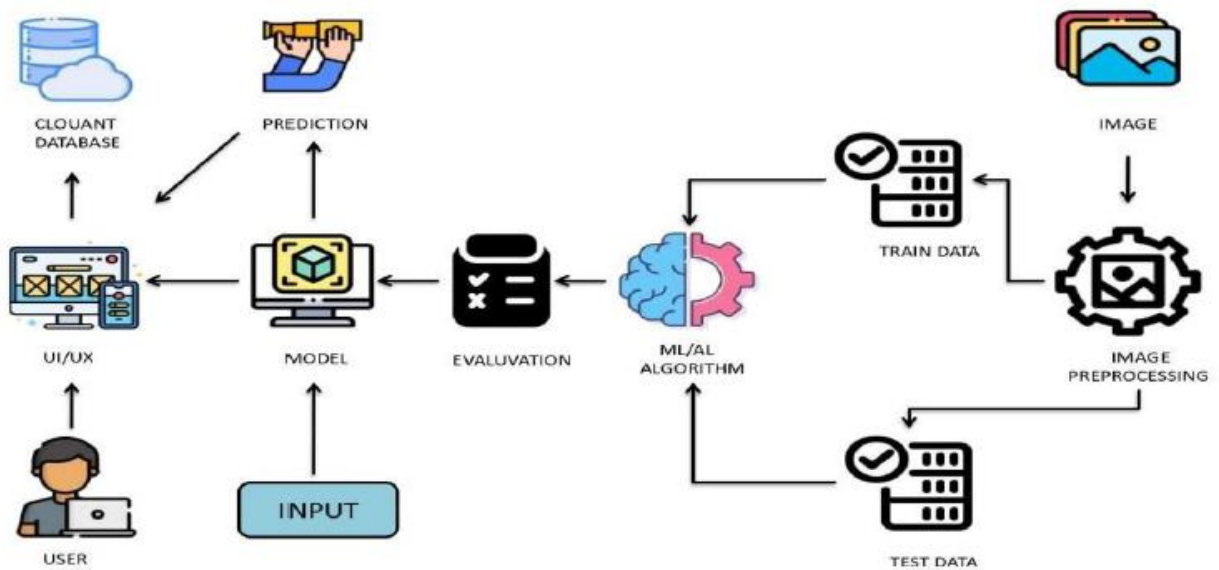 CLOUANT
DATABASE
PREDICTION
IMAGE
TRAIN DATA
UI/UX
MODEL
EVALUVATION
ML/AL
ALGORITHM
IMAGE
PREPROCESSING
INPUT
USER
TEST DATA